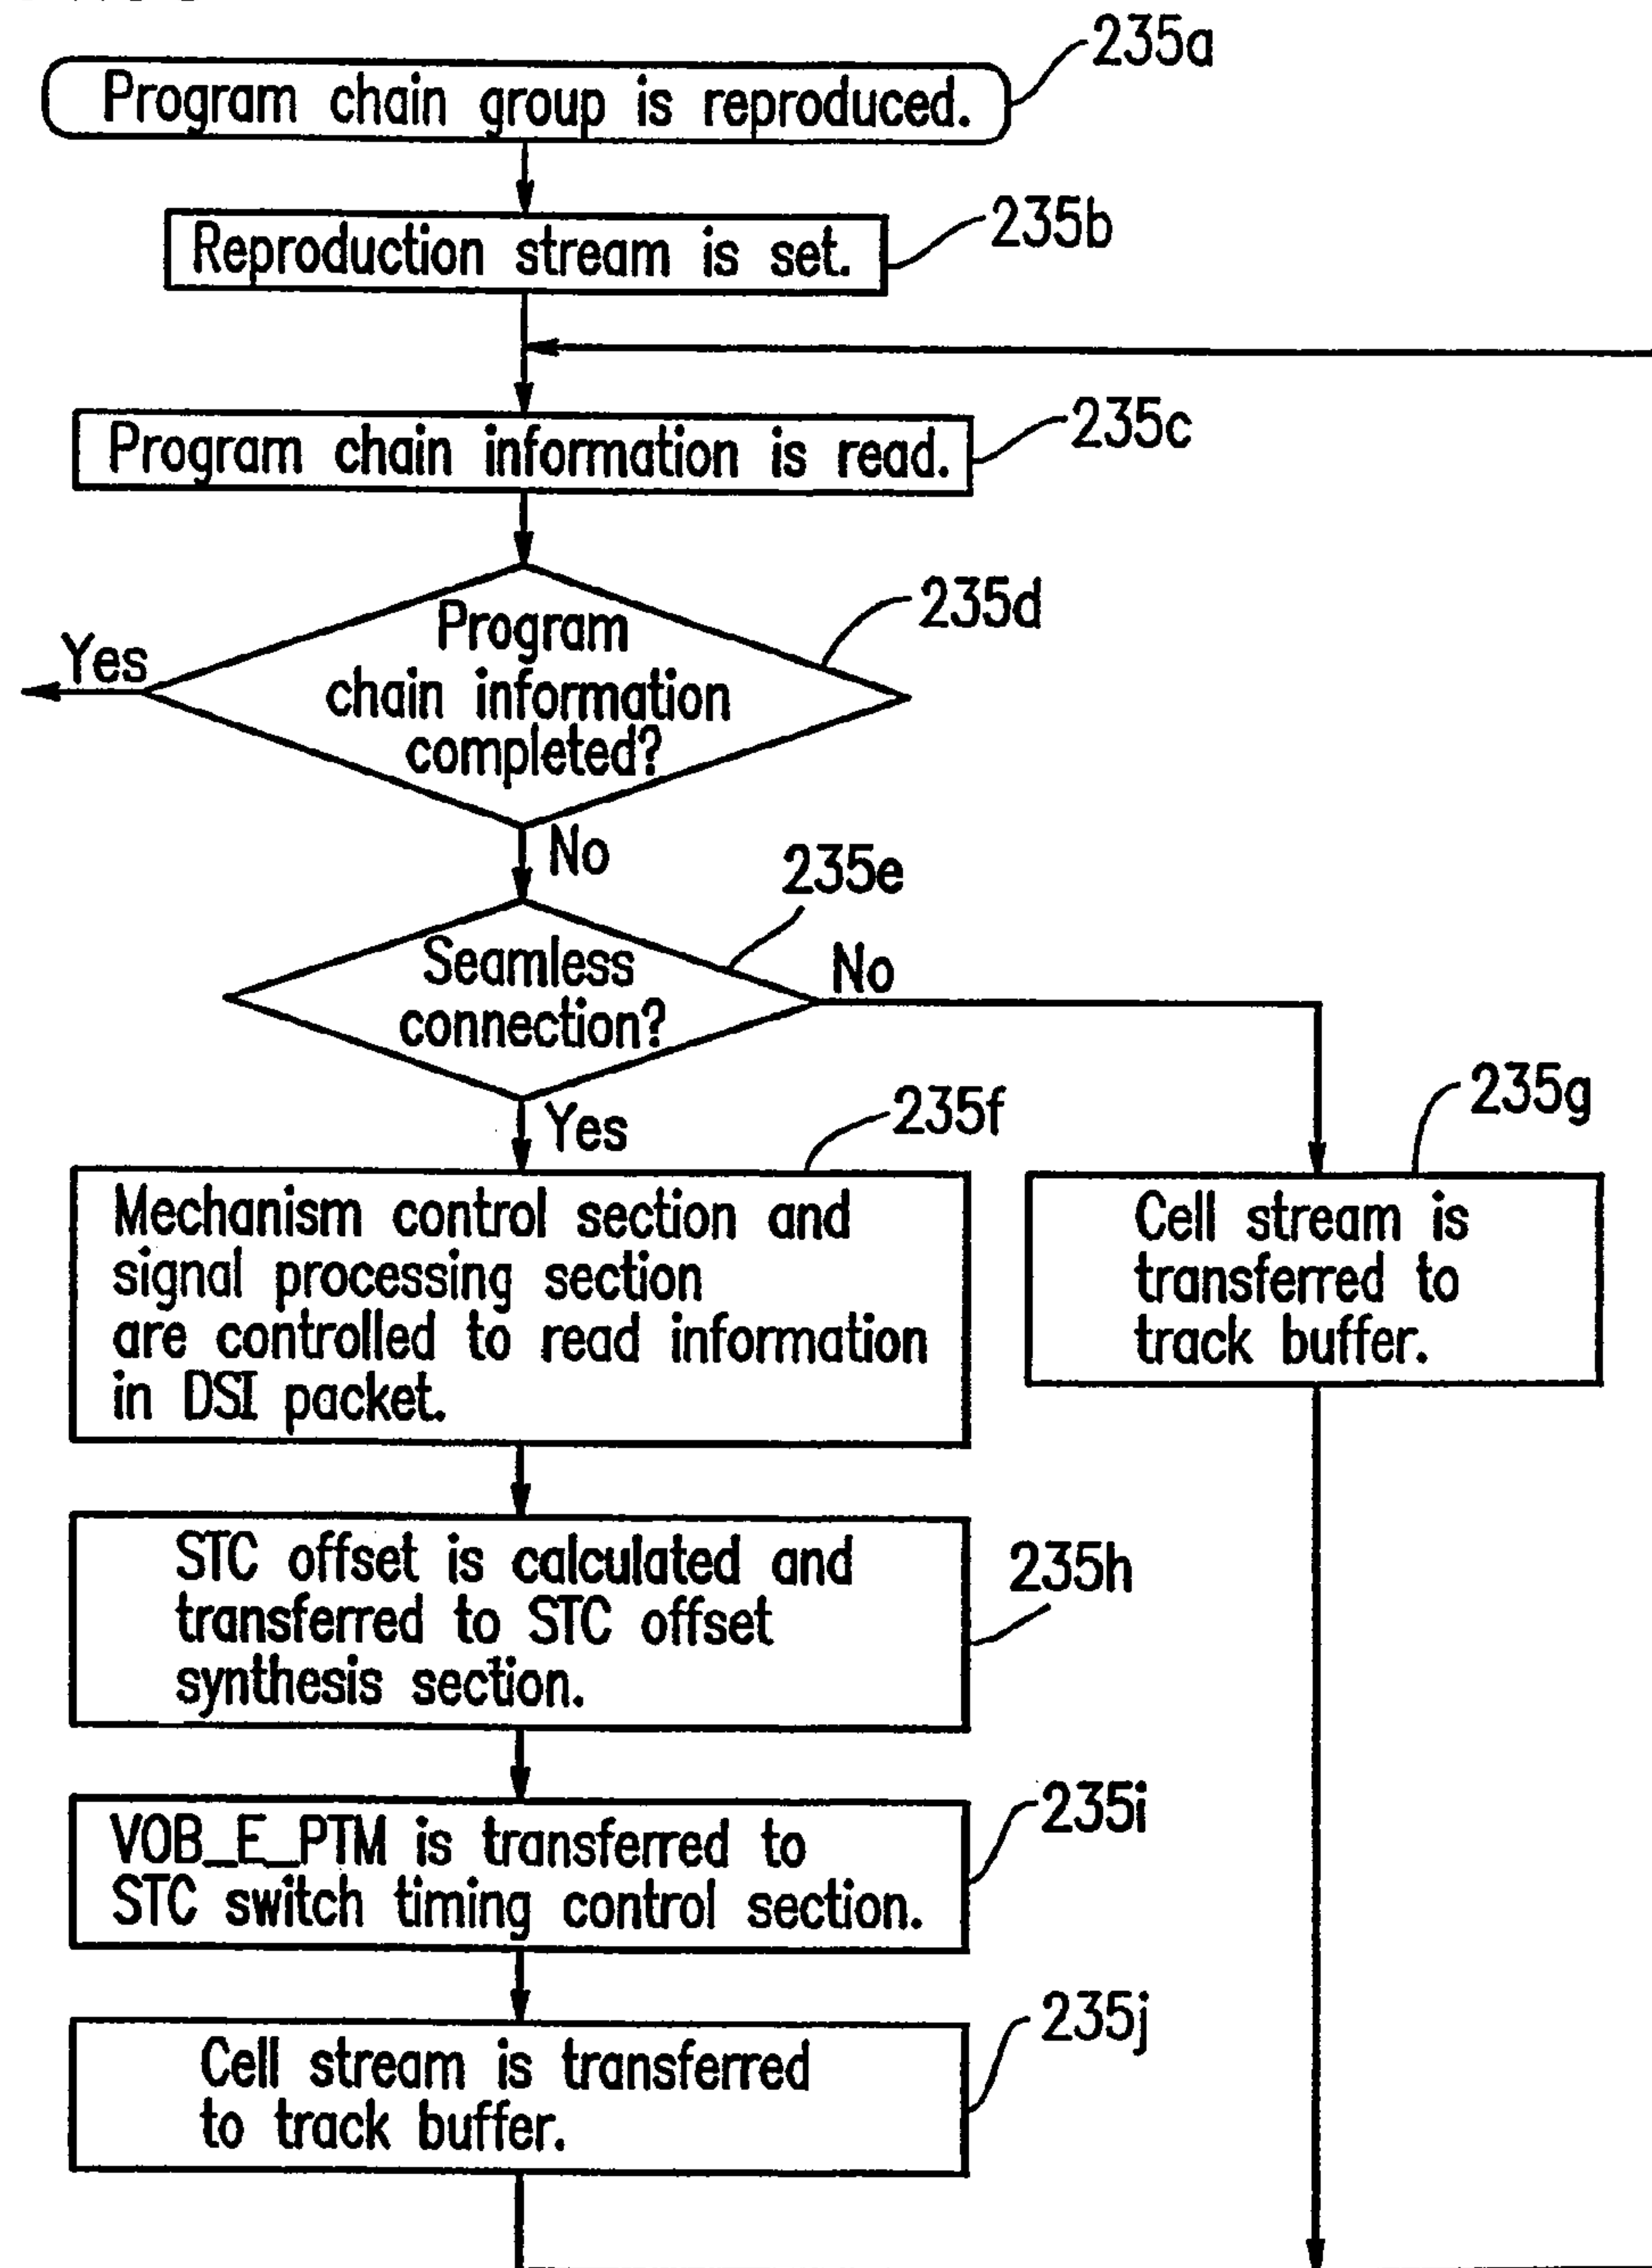 235a
Program chain group is reproduced.
235b
Reproduction stream is set.
235c
Program chain information is read.
235d
Program
chain information
completed?
Yes
No
235e
Seamless
connection?
No
Yes
235f
235g
Mechanism control section and
signal processing section
are controlled to read information
in DSI packet.
Cell stream is
transferred to
track buffer.
STC offset is calculated and
transferred to STC offset
synthesis section.
235h
VOB_E_PTM is transferred to
STC switch timing control section.
235i
Cell stream is transferred
to track buffer.
235j